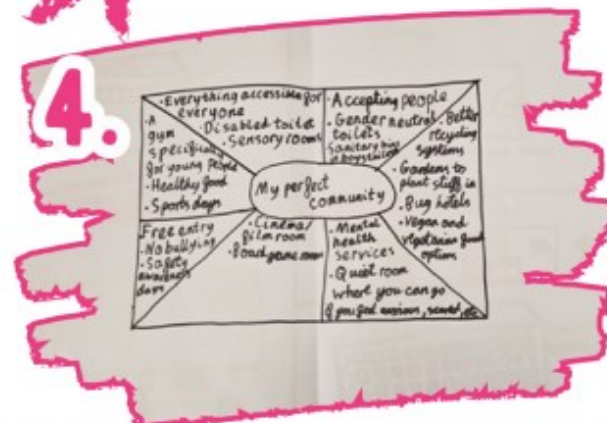 4.
· Everything accessible for
everyone
· Disabled toilet
· Sensory rooms
· Accepting people
· Gender neutral
toilets
Sanitary bins
in boys toilets
· Better
recycling
systems
· Gardens to
plant stuff in
· Bug hotels
· Vegan and
vegetarian food
options
· Mental
health
services
· Quiet room
where you can go
if you feel anxious, scared, etc.
· Cinema/
film room
· Board game room
Free entry
· No bullying
· Safety
awareness
days
· A
gym
specifically
for young people
· Healthy food
· Sports days
My perfect
community